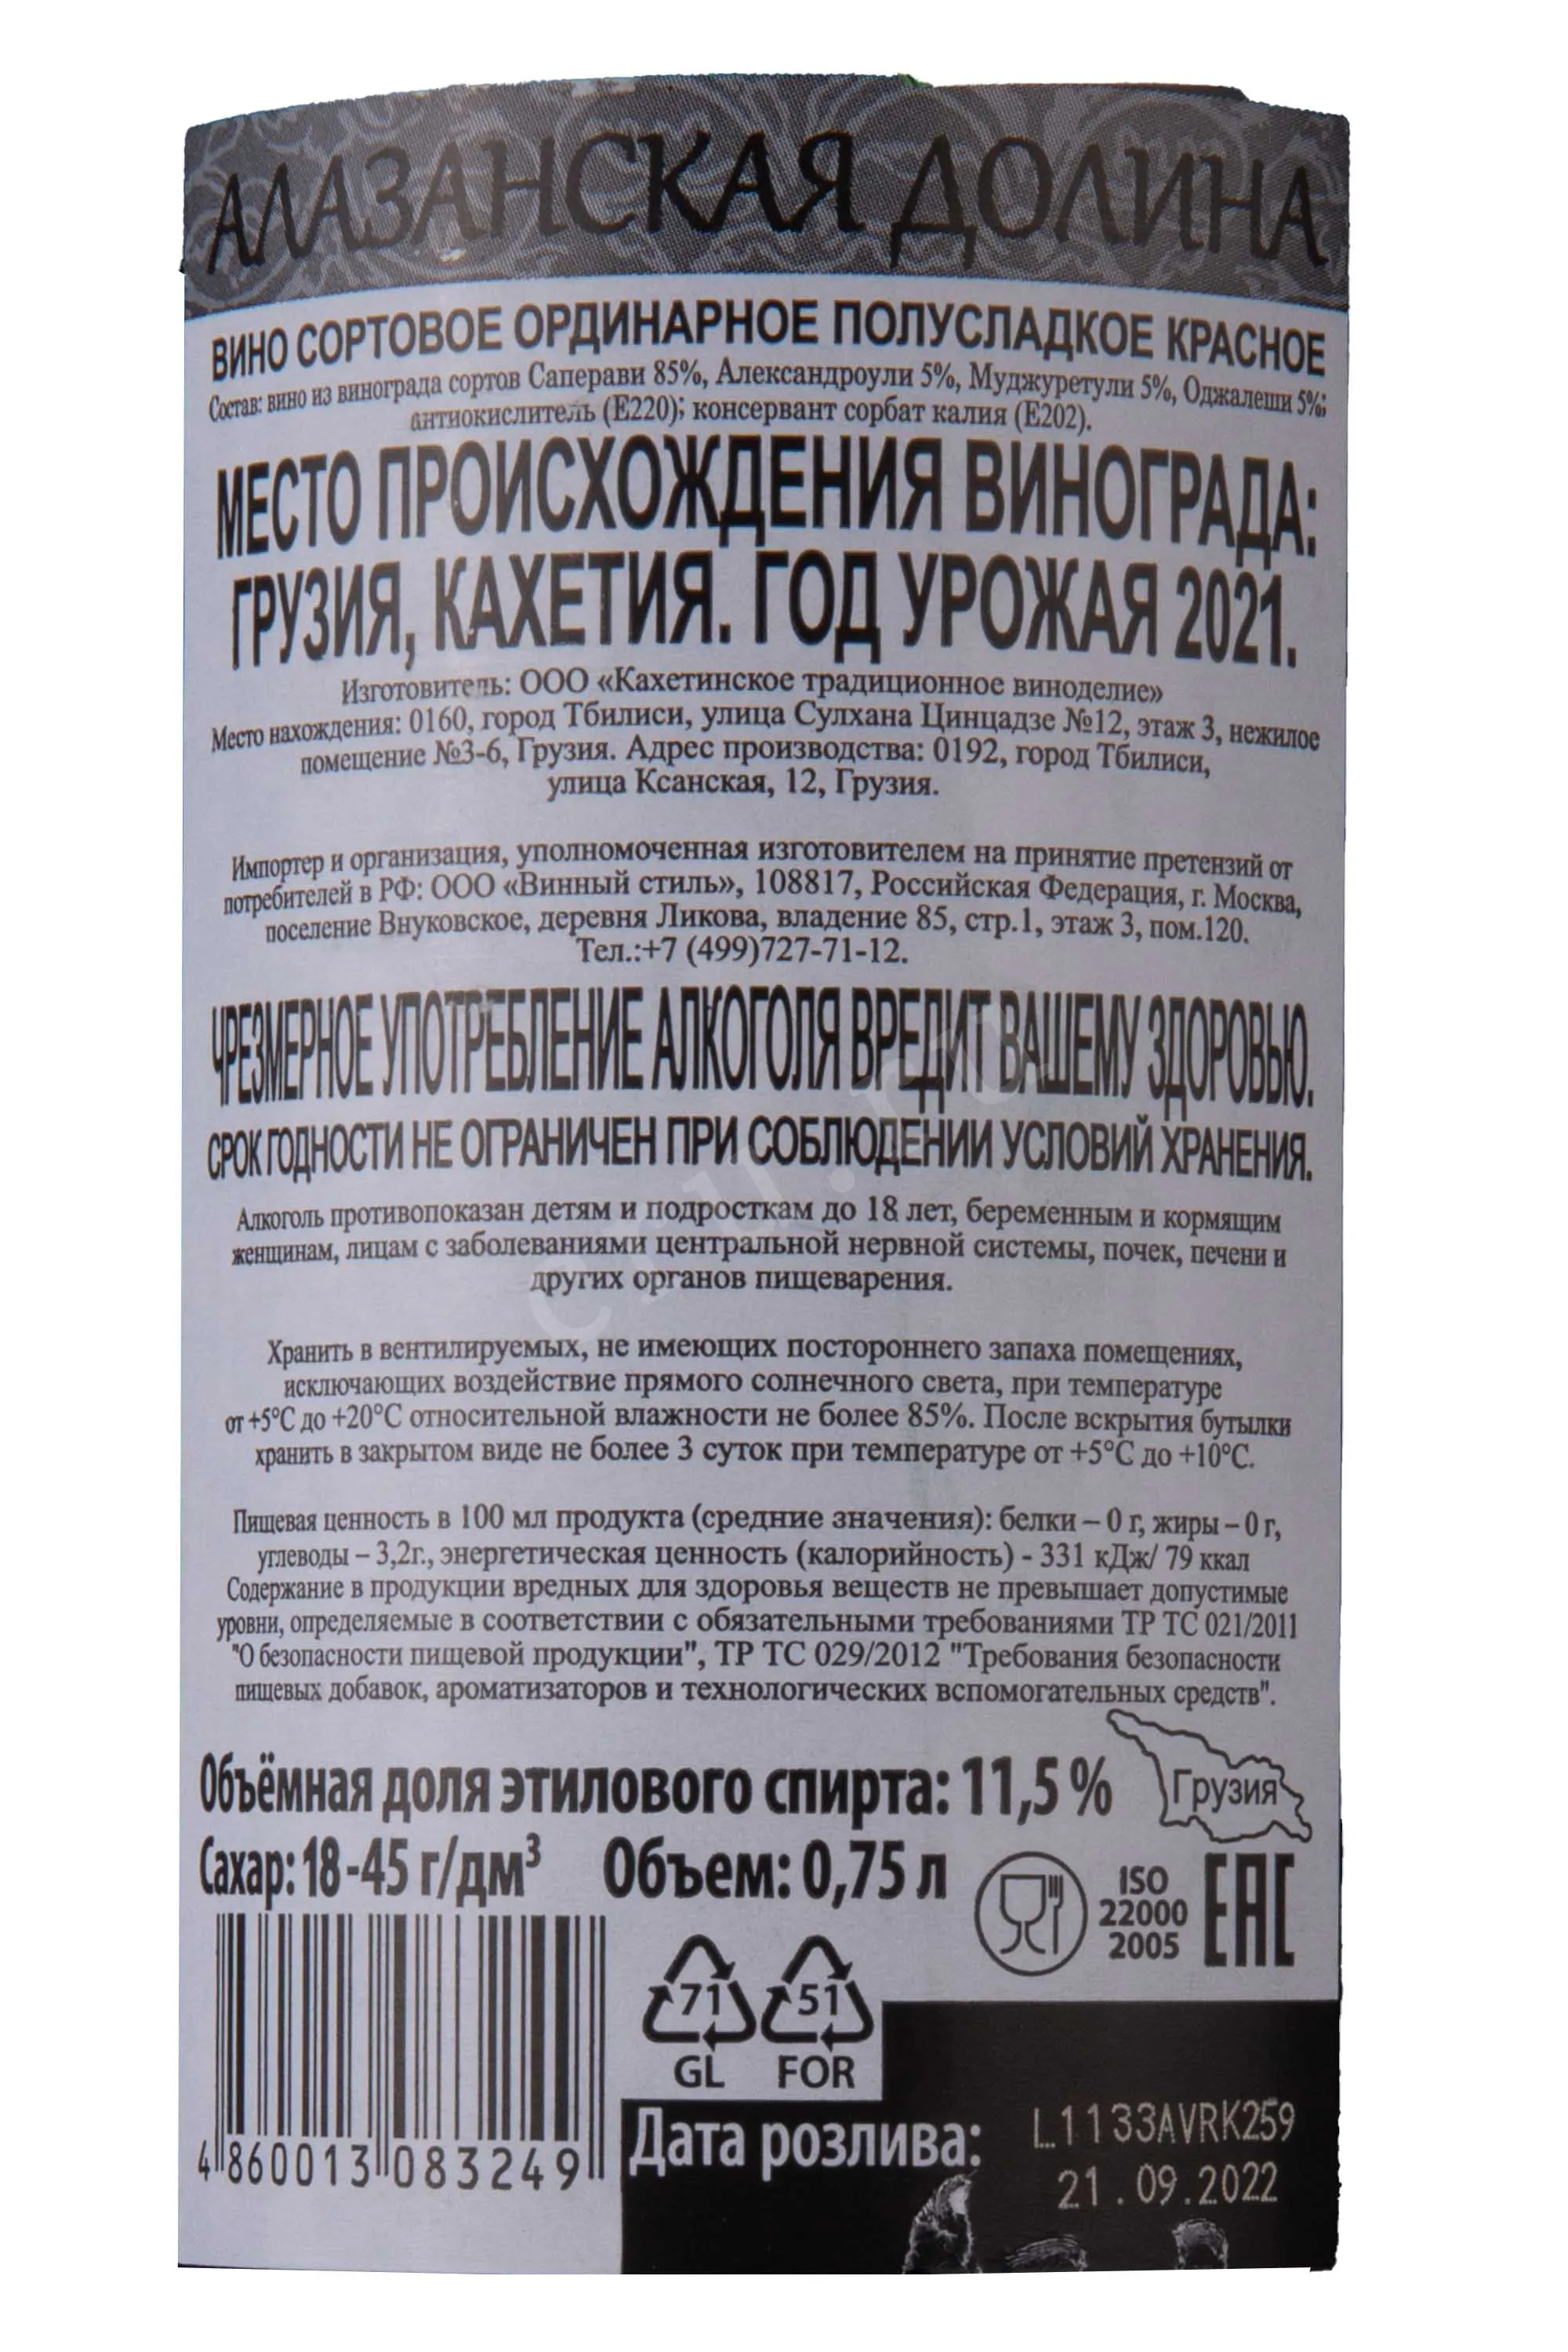 АЛАЗАНСКАЯ ДОЛИНА
ВИНО СОРТОВОЕ ОРДИНАРНОЕ ПОЛУСЛАДКОЕ КРАСНОЕ
Состав: вино из винограда сортов Саперави 85%, Александроули 5%, Муджуретули 5%, Оджалеши 5%;
антиокислитель (Е220); консервант сорбат калия (Е202).
МЕСТО ПРОИСХОЖДЕНИЯ ВИНОГРАДА:
ГРУЗИЯ, КАХЕТИЯ. ГОД УРОЖАЯ 2021.
Изготовитель: ООО «Кахетинское традиционное виноделие»
Место нахождения: 0160, город Тбилиси, улица Сулхана Цинцадзе №12, этаж 3, нежилое
помещение №3-6, Грузия. Адрес производства: 0192, город Тбилиси,
улица Ксанская, 12, Грузия.
Импортер и организация, уполномоченная изготовителем на принятие претензий от
потребителей в РФ: ООО «Винный стиль», 108817, Российская Федерация, г. Москва,
поселение Внуковское, деревня Ликова, владение 85, стр.1, этаж 3, пом.120.
Тел.:+7 (499)727-71-12.
ЧРЕЗМЕРНОЕ УПОТРЕБЛЕНИЕ АЛКОГОЛЯ ВРЕДИТ ВАШЕМУ ЗДОРОВЬЮ.
СРОК ГОДНОСТИ НЕ ОГРАНИЧЕН ПРИ СОБЛЮДЕНИИ УСЛОВИЙ ХРАНЕНИЯ.
Алкоголь противопоказан детям и подросткам до 18 лет, беременным и кормящим
женщинам, лицам с заболеваниями центральной нервной системы, почек, печени и
других органов пищеварения.
Хранить в вентилируемых, не имеющих постороннего запаха помещениях,
исключающих воздействие прямого солнечного света, при температуре
от +5°С до +20°С относительной влажности не более 85%. После вскрытия бутылки
хранить в закрытом виде не более 3 суток при температуре от +5°С до +10°С.
Пищевая ценность в 100 мл продукта (средние значения): белки – 0 г, жиры – 0 г,
углеводы – 3,2г., энергетическая ценность (калорийность) - 331 кДж/ 79 ккал
Содержание в продукции вредных для здоровья веществ не превышает допустимые
уровни, определяемые в соответствии с обязательными требованиями ТР ТС 021/2011
"О безопасности пищевой продукции", ТР ТС 029/2012 "Требования безопасности
пищевых добавок, ароматизаторов и технологических вспомогательных средств".
Объёмная доля этилового спирта: 11,5 %
Грузия
Сахар: 18-45 г/дм³ Объем: 0,75 л
ISO
22000
2005
EAC
71 51
GL FOR
4 860013 083249
Дата розлива:
L1133AVRK259
21.09.2022
cru.ru